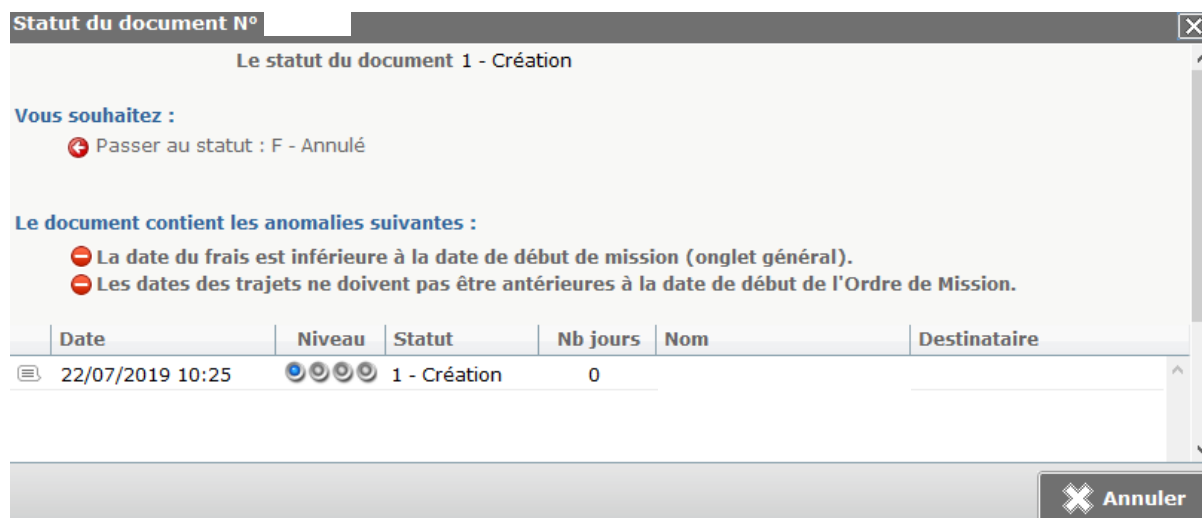 Statut du document N°
Le statut du document 1 - Création
Vous souhaitez :
Passer au statut : F - Annulé
Le document contient les anomalies suivantes :
La date du frais est inférieure à la date de début de mission (onglet général).
Les dates des trajets ne doivent pas être antérieures à la date de début de l'Ordre de Mission.
Date Niveau Statut Nb jours Nom Destinataire
22/07/2019 10:25 1 - Création 0
Annuler